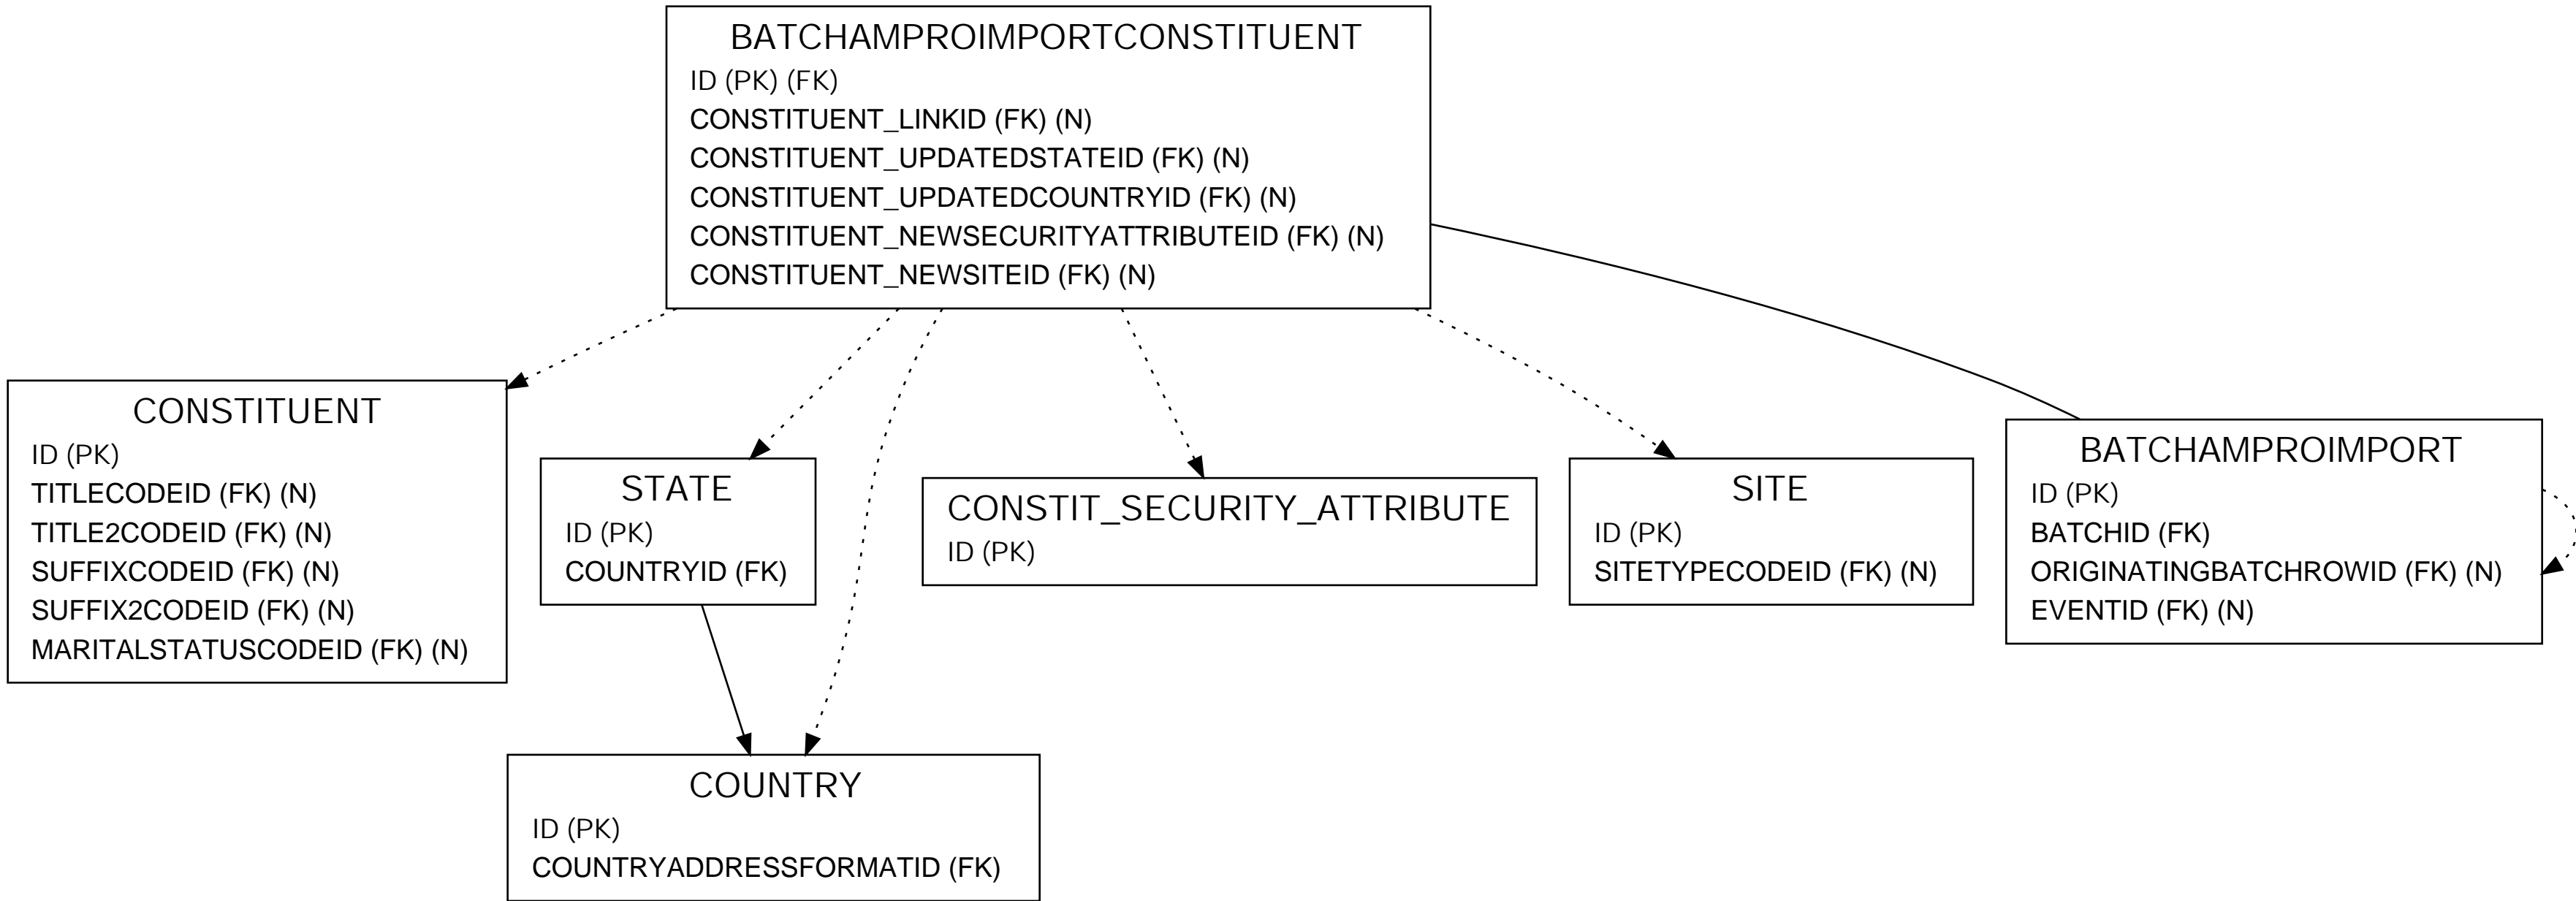 BATCHAMPROIMPORTCONSTITUENT
ID (PK) (FK)
CONSTITUENT_LINKID (FK) (N)
CONSTITUENT_UPDATEDSTATEID (FK) (N)
CONSTITUENT_UPDATEDCOUNTRYID (FK) (N)
CONSTITUENT_NEWSECURITYATTRIBUTEID (FK) (N)
CONSTITUENT_NEWSITEID (FK) (N)
CONSTITUENT
ID (PK)
TITLECODEID (FK) (N)
TITLE2CODEID (FK) (N)
SUFFIXCODEID (FK) (N)
SUFFIX2CODEID (FK) (N)
MARITALSTATUSCODEID (FK) (N)
STATE
ID (PK)
COUNTRYID (FK)
CONSTIT_SECURITY_ATTRIBUTE
ID (PK)
SITE
ID (PK)
SITETYPECODEID (FK) (N)
BATCHAMPROIMPORT
ID (PK)
BATCHID (FK)
ORIGINATINGBATCHROWID (FK) (N)
EVENTID (FK) (N)
COUNTRY
ID (PK)
COUNTRYADDRESSFORMATID (FK)